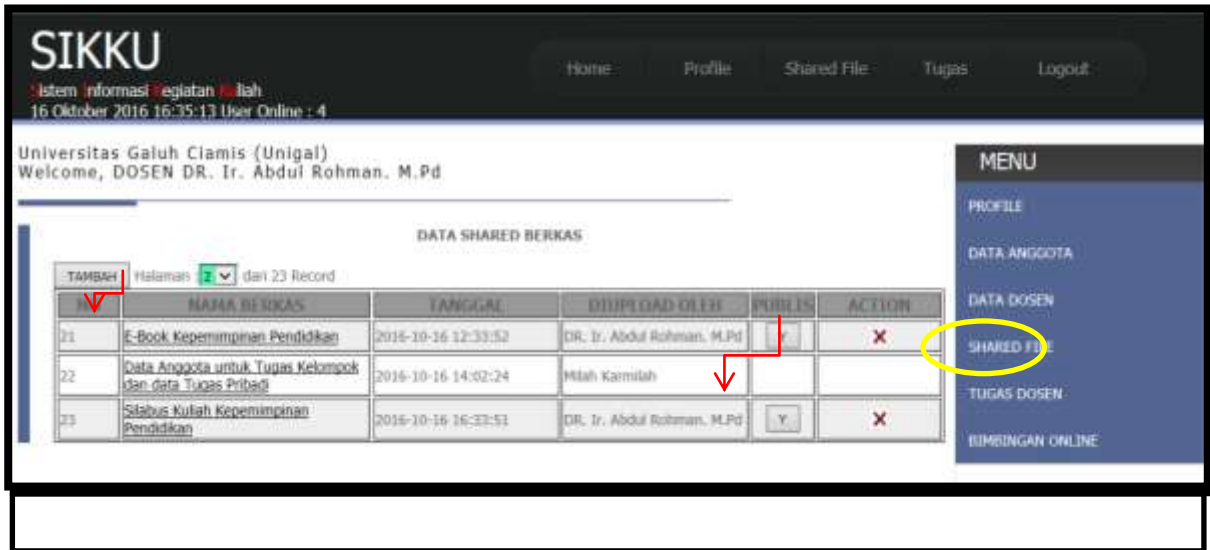 SIKKU
Home Profile Shared File Tugas Logout
Sistem Informasi Kegiatan Kuliah
16 Oktober 2016 16:35:13 User Online : 4
Universitas Galuh Ciamis (Unigal)
Welcome, DOSEN DR. Ir. Abdul Rohman. M.Pd
DATA SHARED BERKAS
TAMBAH Halaman : 2 dari 23 Record
NAMA BERKAS TANGGAL DIUPLOAD OLEH PUBLIS ACTION
21 E-Book Kepemimpinan Pendidikan 2016-10-16 12:33:52 DR. Ir. Abdul Rohman. M.Pd Y
22 Data Anggota untuk Tugas Kelompok
dan data Tugas Pribadi 2016-10-16 14:02:24 Milah Karmilah
23 Silabus Kuliah Kepemimpinan
Pendidikan 2016-10-16 16:33:51 DR. Ir. Abdul Rohman. M.Pd Y
MENU
PROFILE
DATA ANGGOTA
DATA DOSEN
SHARED FILE
TUGAS DOSEN
BIMBINGAN ONLINE